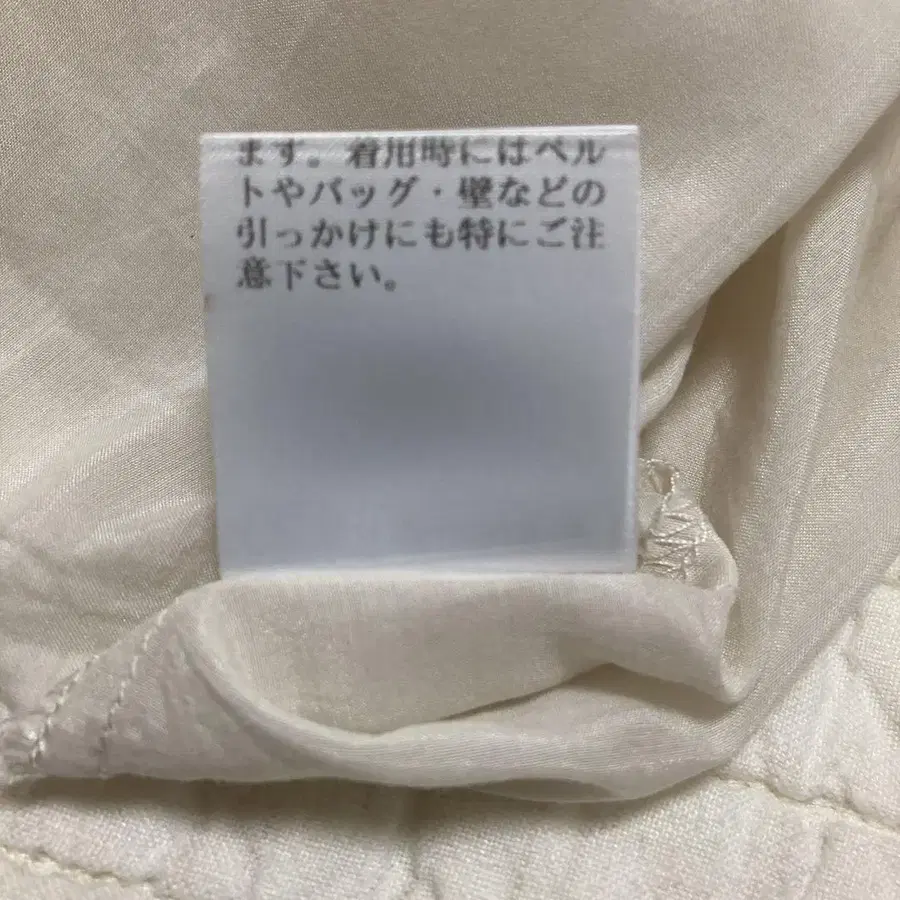 ます。着用時にはベル
トやバッグ・壁などの
引っかけにも特にご注
意下さい。